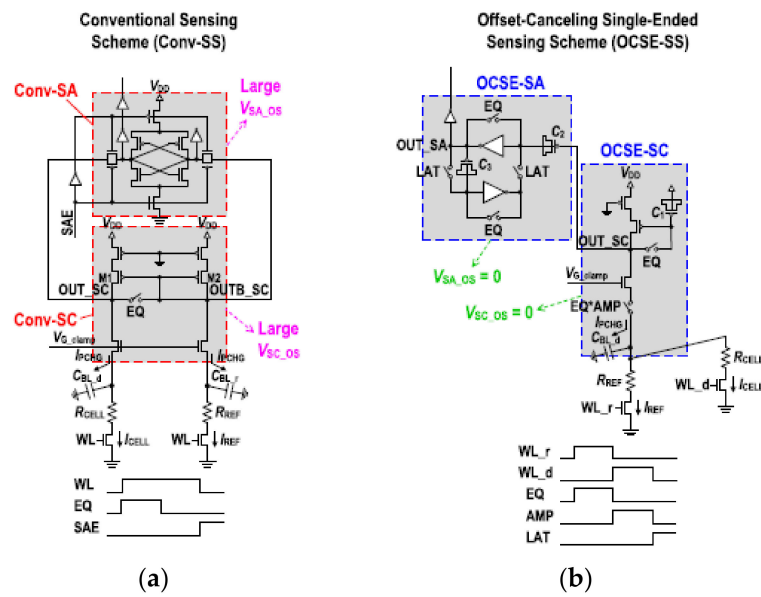 Conventional Sensing
Scheme (Conv-SS)
Conv-SA
VDD
Large
VSA_OS
SAE
VDD
VDD
M1
M2
OUT_SC
OUTB_SC
EQ
Conv-SC
Large
VSC_OS
VG_clamp
IPCHG
IPCHG
CBL_d
CBL_r
RCELL
RREF
WL
ICELL
WL
IREF
WL
EQ
SAE
(a)
Offset-Canceling Single-Ended
Sensing Scheme (OCSE-SS)
OCSE-SA
EQ
C2
OUT_SA
C3
LAT
LAT
EQ
OCSE-SC
VDD
C1
OUT_SC
EQ
VSA_OS = 0
VG_clamp
VSC_OS = 0
EQ*AMP
IPCHG
CBL_d
RREF
RCELL
WL_d
ICELL
WL_r
IREF
WL_r
WL_d
EQ
AMP
LAT
(b)